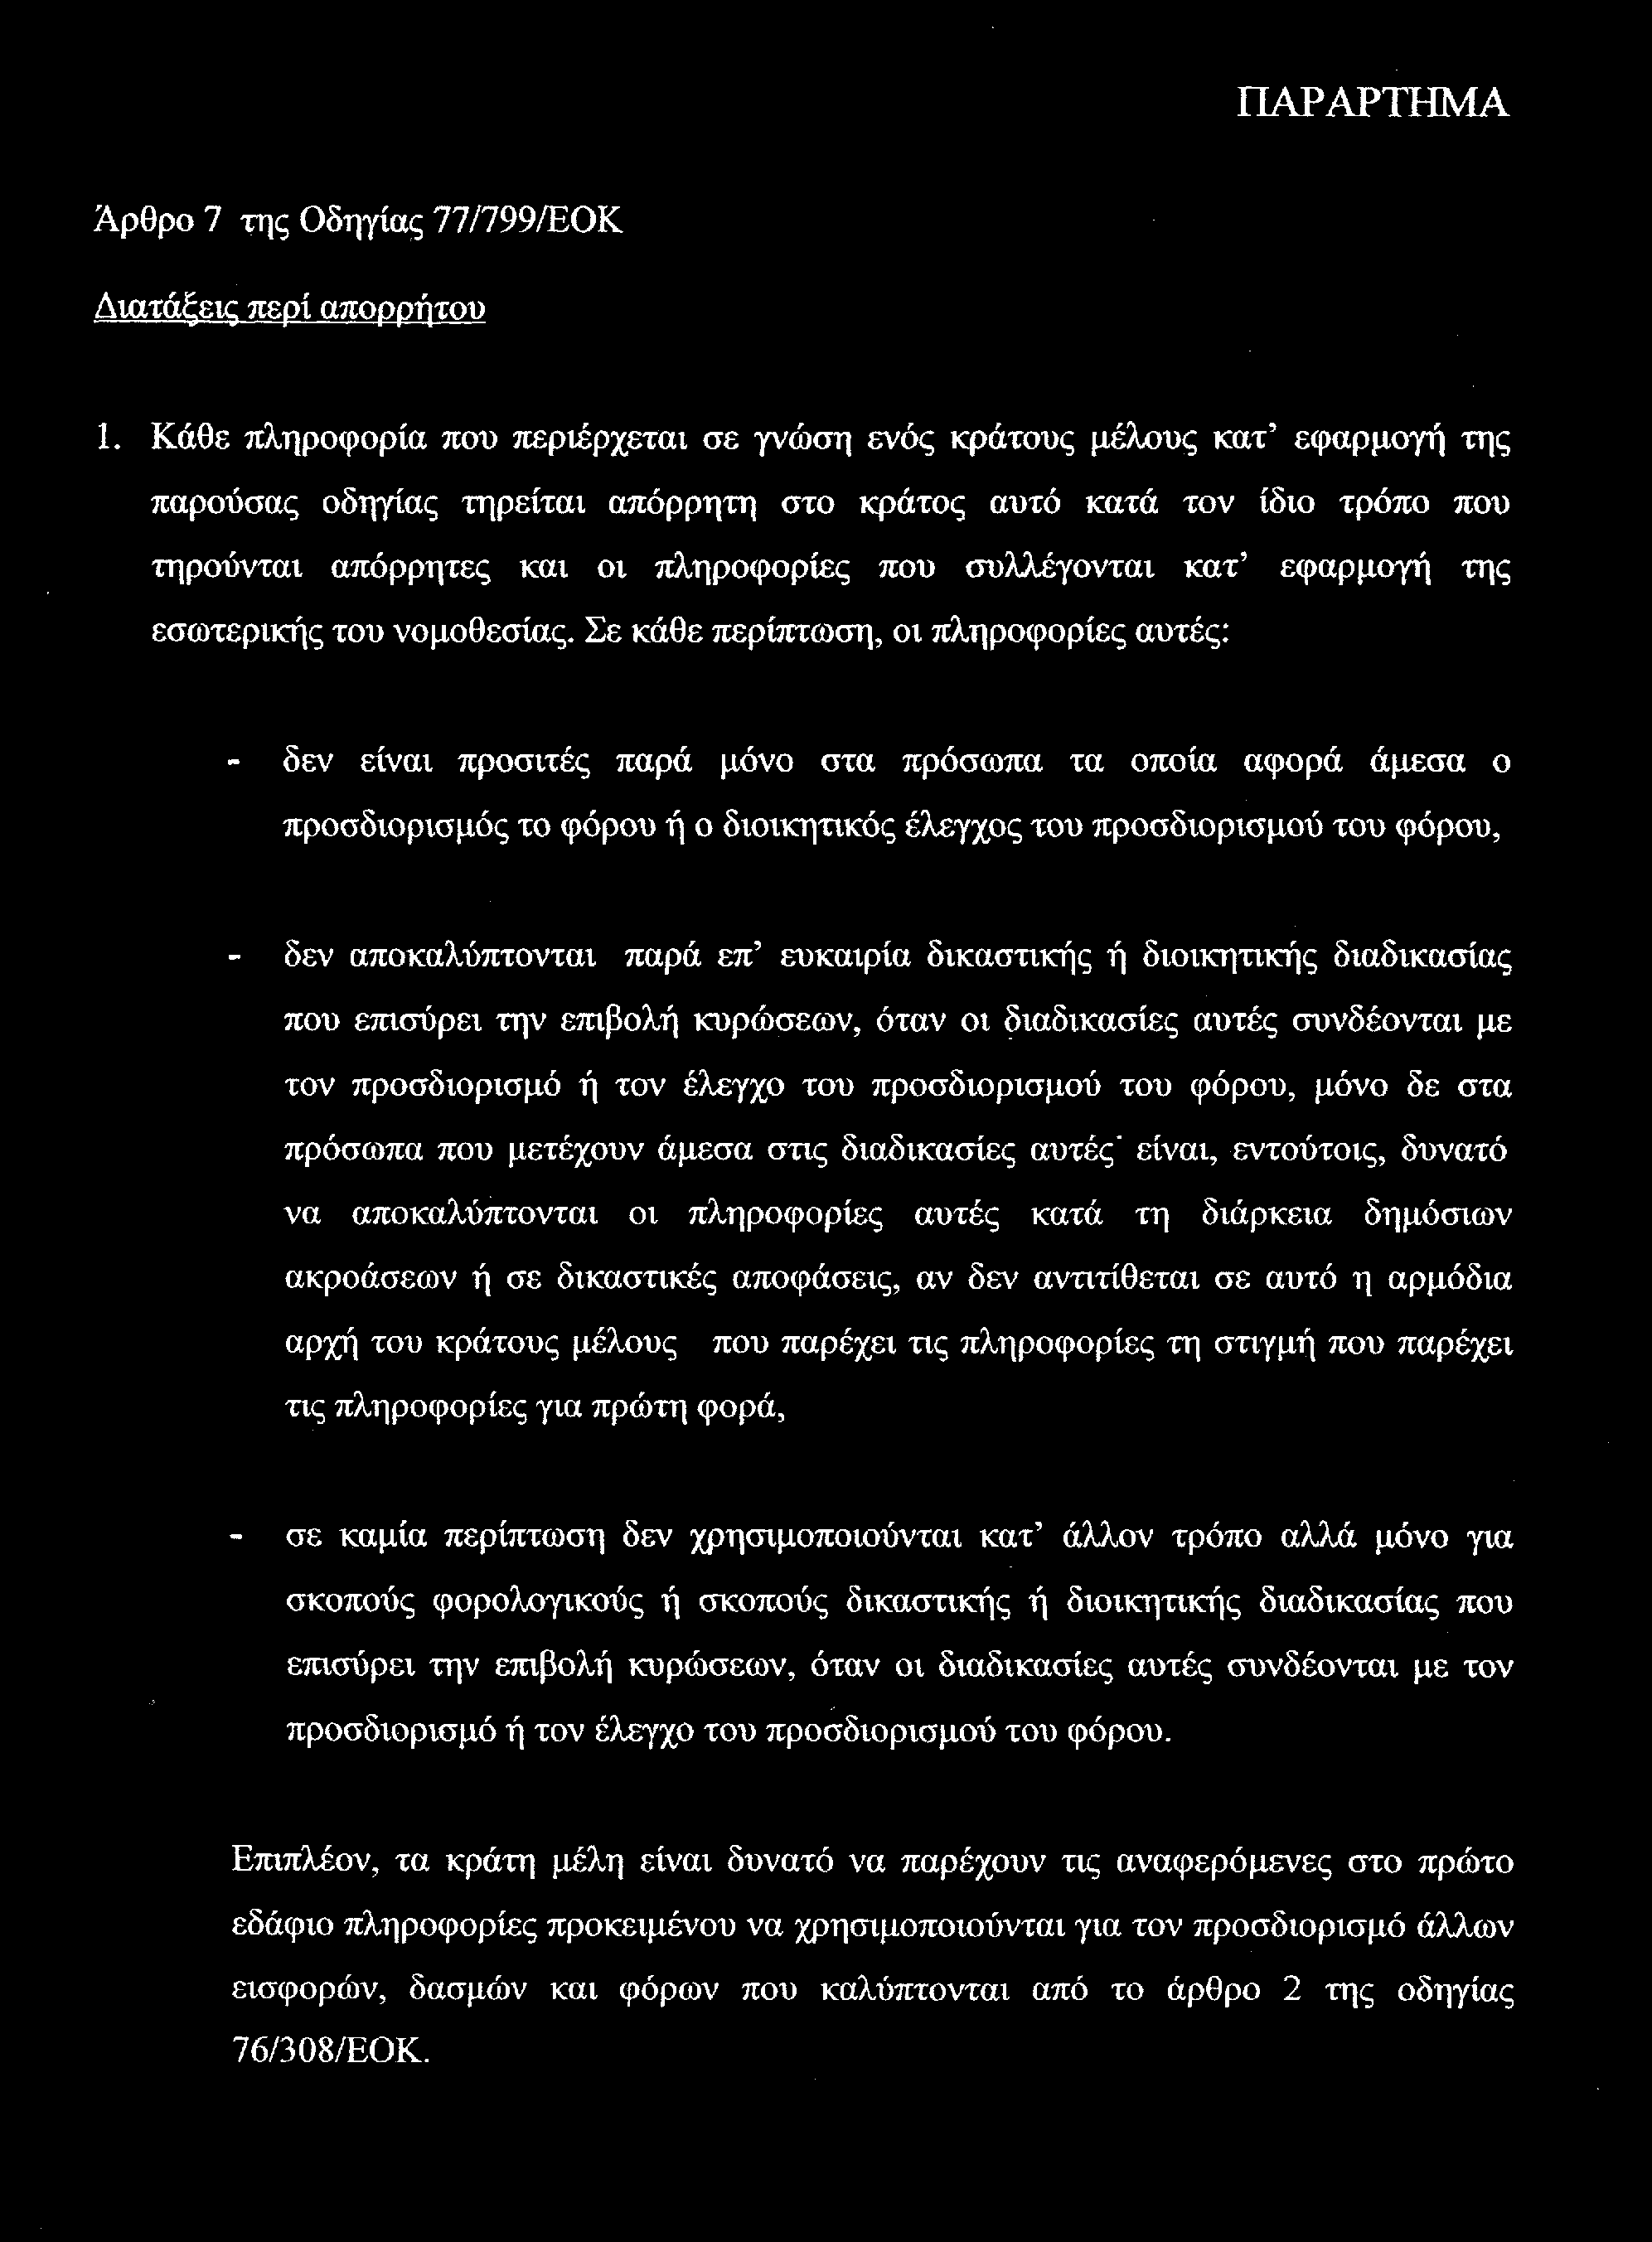 ΠΑΡΑΡΤΗΜΑ
Άρθρο 7 της Οδηγίας 77/799/ΕΟΚ
Διατάξεις περί απορρήτου
1. Κάθε πληροφορία που περιέρχεται σε γνώση ενός κράτους μέλους κατ’ εφαρμογή της
παρούσας οδηγίας τηρείται απόρρητη στο κράτος αυτό κατά τον ίδιο τρόπο που
τηρούνται απόρρητες και οι πληροφορίες που συλλέγονται κατ’ εφαρμογή της
εσωτερικής του νομοθεσίας. Σε κάθε περίπτωση, οι πληροφορίες αυτές:
- δεν είναι προσιτές παρά μόνο στα πρόσωπα τα οποία αφορά άμεσα ο
προσδιορισμός το φόρου ή ο διοικητικός έλεγχος του προσδιορισμού του φόρου,
- δεν αποκαλύπτονται παρά επ’ ευκαιρία δικαστικής ή διοικητικής διαδικασίας
που επισύρει την επιβολή κυρώσεων, όταν οι διαδικασίες αυτές συνδέονται με
τον προσδιορισμό ή τον έλεγχο του προσδιορισμού του φόρου, μόνο δε στα
πρόσωπα που μετέχουν άμεσα στις διαδικασίες αυτές˙ είναι, εντούτοις, δυνατό
να αποκαλύπτονται οι πληροφορίες αυτές κατά τη διάρκεια δημόσιων
ακροάσεων ή σε δικαστικές αποφάσεις, αν δεν αντιτίθεται σε αυτό η αρμόδια
αρχή του κράτους μέλους που παρέχει τις πληροφορίες τη στιγμή που παρέχει
τις πληροφορίες για πρώτη φορά,
- σε καμία περίπτωση δεν χρησιμοποιούνται κατ’ άλλον τρόπο αλλά μόνο για
σκοπούς φορολογικούς ή σκοπούς δικαστικής ή διοικητικής διαδικασίας που
επισύρει την επιβολή κυρώσεων, όταν οι διαδικασίες αυτές συνδέονται με τον
προσδιορισμό ή τον έλεγχο του προσδιορισμού του φόρου.
Επιπλέον, τα κράτη μέλη είναι δυνατό να παρέχουν τις αναφερόμενες στο πρώτο
εδάφιο πληροφορίες προκειμένου να χρησιμοποιούνται για τον προσδιορισμό άλλων
εισφορών, δασμών και φόρων που καλύπτονται από το άρθρο 2 της οδηγίας
76/308/ΕΟΚ.